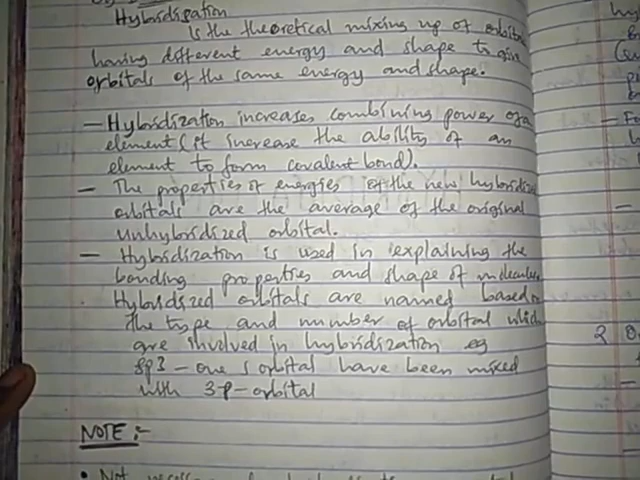 Hybridization
is the theoretical mixing up of orbitals
having different energy and shape to give
orbitals of the same energy and shape.
- Hybridization increases combining power of a
element (it increase the ability of an
element to form covalent bond).
- The properties of energies of the new hybridized
orbitals are the average of the original
unhybridized orbital.
- Hybridization is used in explaining the
bonding properties and shape of molecules.
Hybridized orbitals are named based on
the type and number of orbital which
are involved in hybridization eg
sp3 - one s orbital have been mixed
with 3 p-orbital
NOTE:-
• Not
2